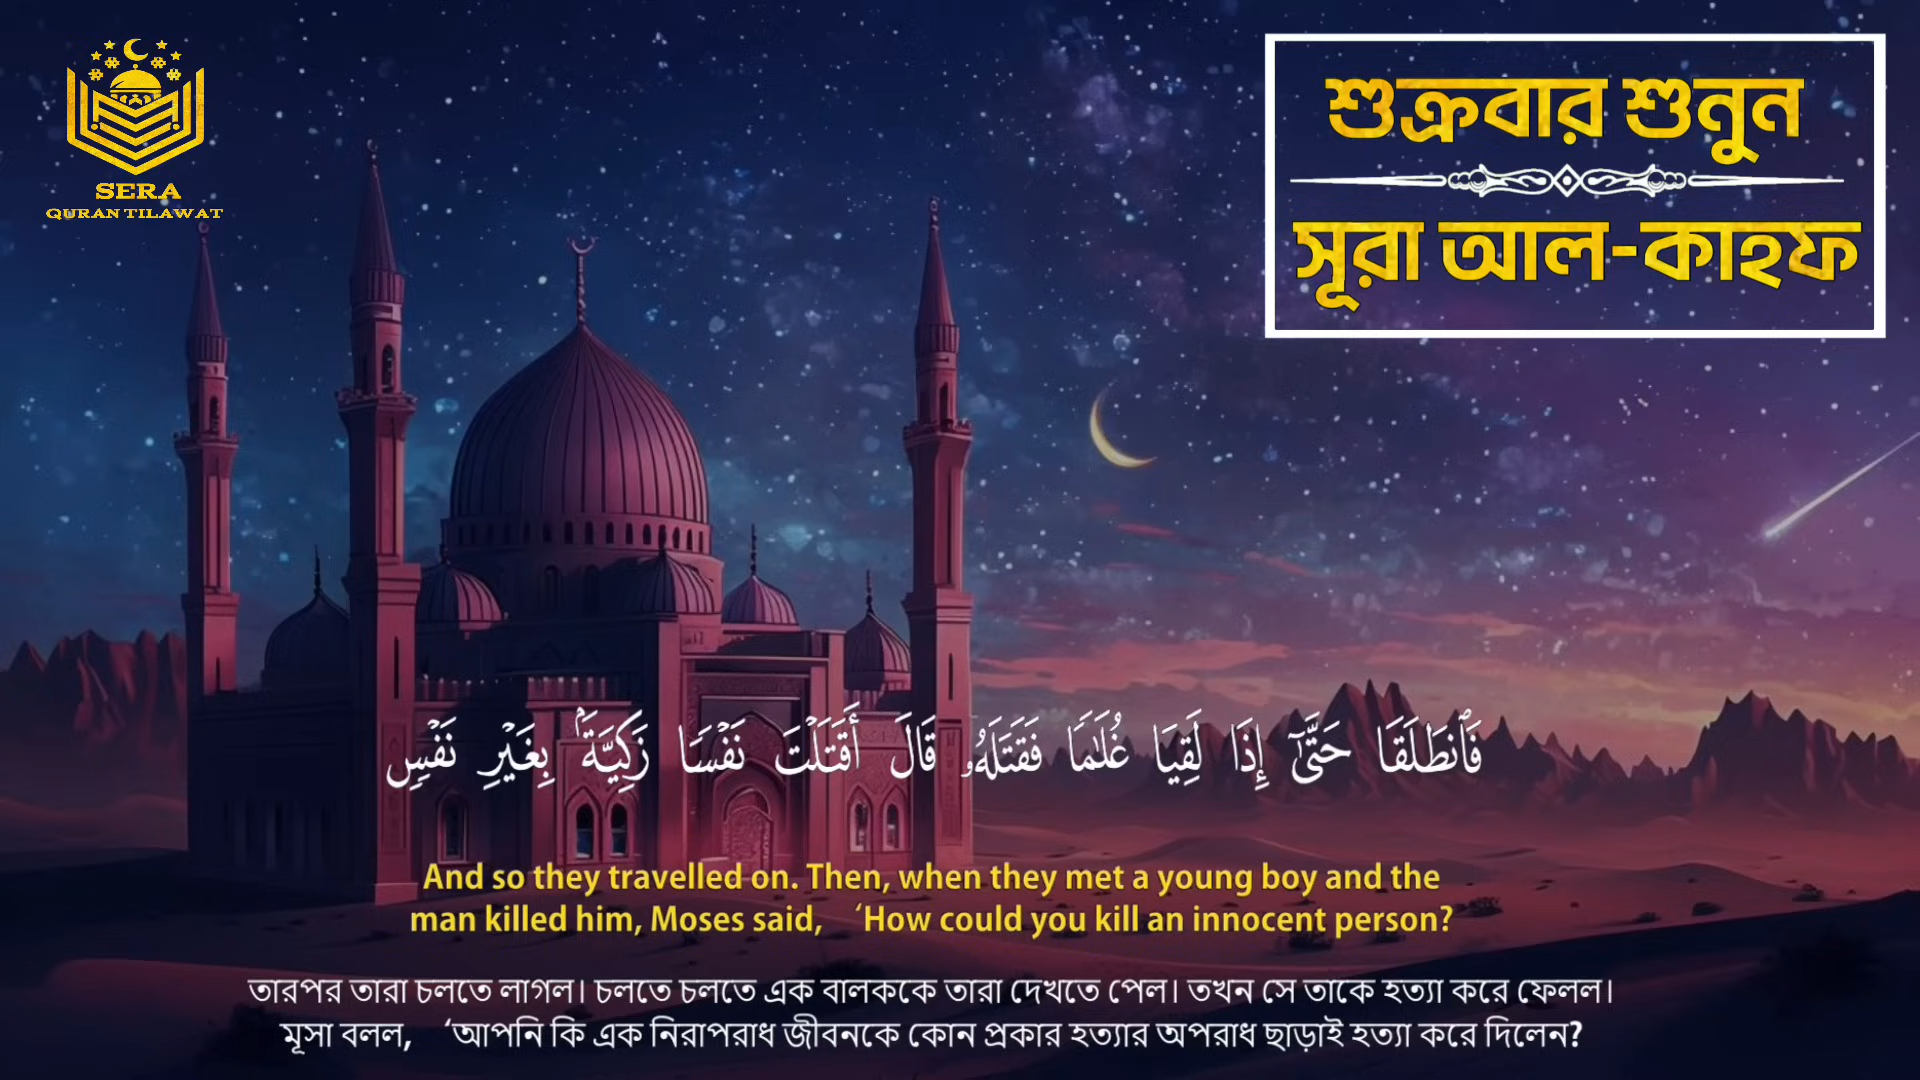 SERA
QURAN TILAWAT
শুক্রবার শুনুন
সূরা আল-কাহফ
فَٱنطَلَقَا حَتَّىٰٓ إِذَا لَقِيَا غُلَـٰمًا فَقَتَلَهُۥ قَالَ أَقَتَلْتَ نَفْسًا زَكِيَّةَۢ بِغَيْرِ نَفْسٍ
And so they travelled on. Then, when they met a young boy and the
man killed him, Moses said, ‘How could you kill an innocent person?
তারপর তারা চলতে লাগল। চলতে চলতে এক বালককে তারা দেখতে পেল। তখন সে তাকে হত্যা করে ফেলল।
মূসা বলল, ‘আপনি কি এক নিরাপরাধ জীবনকে কোন প্রকার হত্যার অপরাধ ছাড়াই হত্যা করে দিলেন?